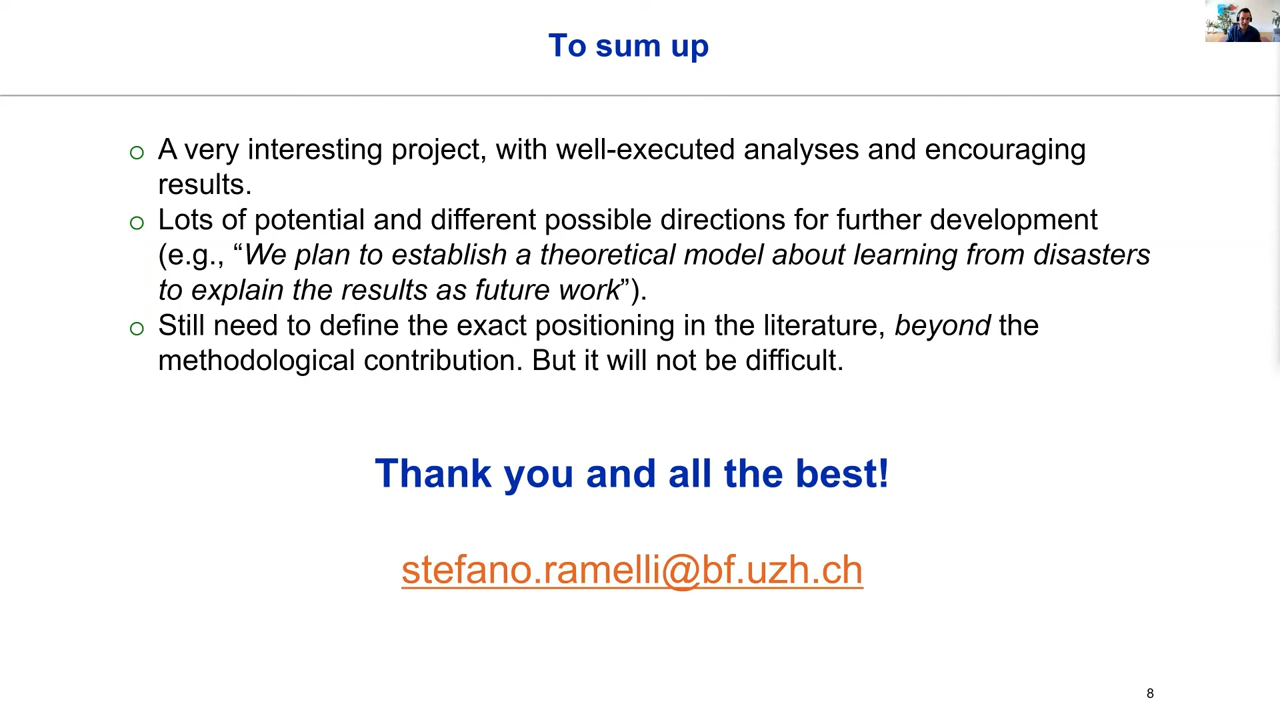 To sum up
o A very interesting project, with well-executed analyses and encouraging
results.
o Lots of potential and different possible directions for further development
(e.g., “We plan to establish a theoretical model about learning from disasters
to explain the results as future work”).
o Still need to define the exact positioning in the literature, beyond the
methodological contribution. But it will not be difficult.
Thank you and all the best!
stefano.ramelli@bf.uzh.ch
8